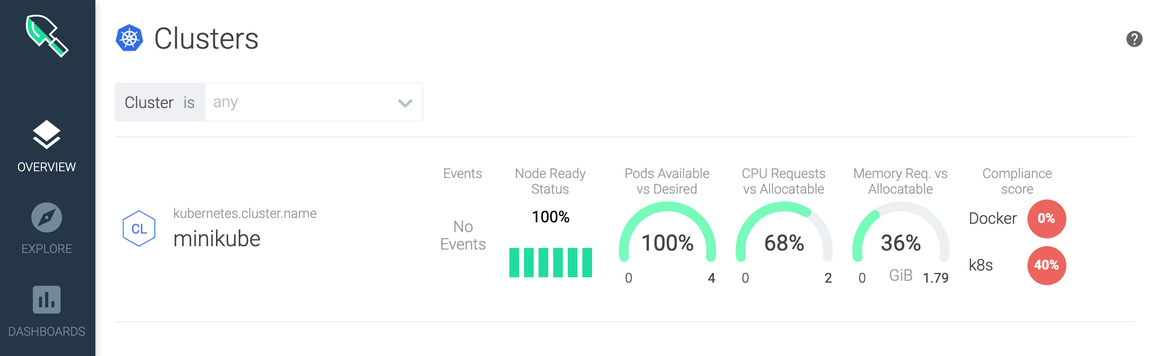 Clusters
?
Cluster is any
OVERVIEW
EXPLORE
DASHBOARDS
CL
kubernetes.cluster.name
minikube
Events
No
Events
Node Ready
Status
100%
Pods Available
vs Desired
100%
0 4
CPU Requests
vs Allocatable
68%
0 2
Memory Req. vs
Allocatable
36%
0 GiB 1.79
Compliance
score
Docker 0%
k8s 40%